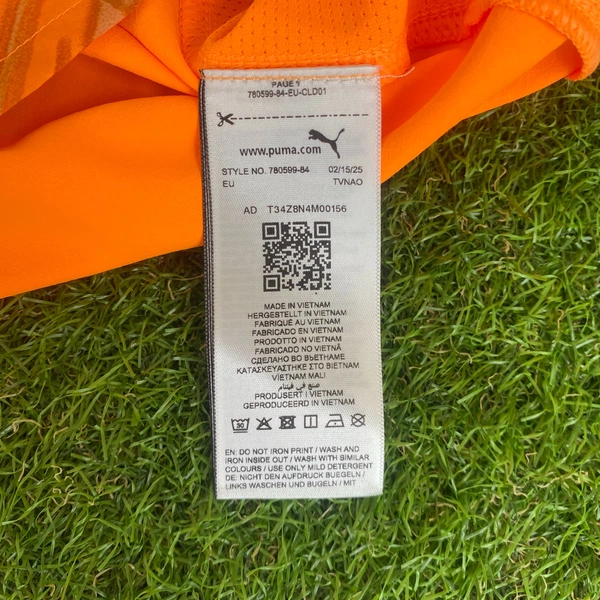 PAGE 1
780599-84-EU-CLD01
www.puma.com
STYLE NO. 780599-84 02/15/25
EU TVNAO
AD T34Z8N4M00156
MADE IN VIETNAM
HERGESTELLT IN VIETNAM
FABRIQUÉ AU VIETNAM
FABRICADO EN VIETNAM
PRODOTTO IN VIETNAM
FABRICADO NO VIETNÃ
СДЕЛАНО ВО ВЬЕТНАМЕ
ΚΑΤΑΣΚΕΥΑΣΤΗΚΕ ΣΤΟ ΒΙΕΤΝΑΜ
VIETNAM MALI
صنع في فيتنام
PRODUSERT I VIETNAM
GEPRODUCEERD IN VIETNAM
30
EN: DO NOT IRON PRINT / WASH AND
IRON INSIDE OUT / WASH WITH SIMILAR
COLOURS / USE ONLY MILD DETERGENT
DE: NICHT DEN AUFDRUCK BUEGELN /
LINKS WASCHEN UND BUGELN / MIT